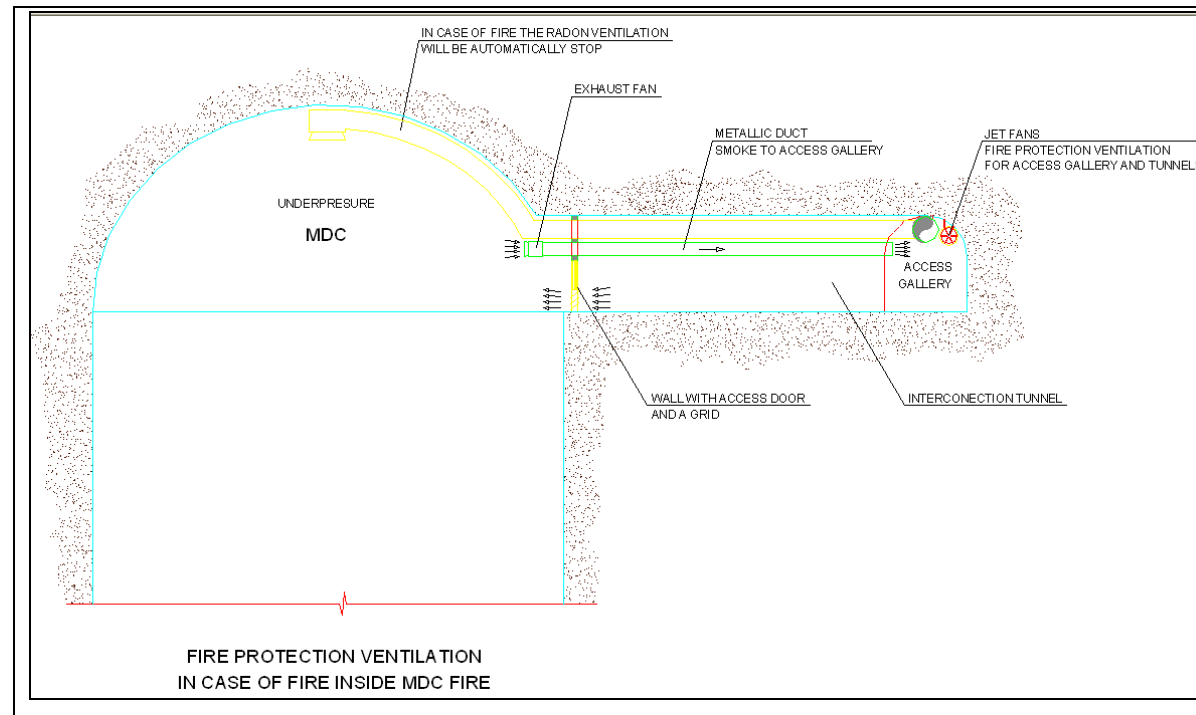 IN CASE OF FIRE THE RADON VENTILATION
WILL BE AUTOMATICALLY STOP
EXHAUST FAN
METALLIC DUCT
SMOKE TO ACCESS GALLERY
JET FANS
FIRE PROTECTION VENTILATION
FOR ACCESS GALLERY AND TUNNELS
UNDERPRESURE
MDC
ACCESS
GALLERY
WALL WITH ACCESS DOOR
AND A GRID
INTERCONECTION TUNNEL
FIRE PROTECTION VENTILATION
IN CASE OF FIRE INSIDE MDC FIRE